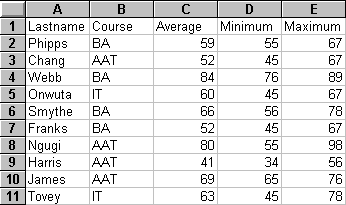 A B C D E
1 Lastname Course Average Minimum Maximum
2 Phipps BA 59 55 67
3 Chang AAT 52 45 67
4 Webb BA 84 76 89
5 Onwuta IT 60 45 67
6 Smythe BA 66 56 78
7 Franks BA 52 45 67
8 Ngugi AAT 80 55 98
9 Harris AAT 41 34 56
10 James AAT 69 65 76
11 Tovey IT 63 45 78